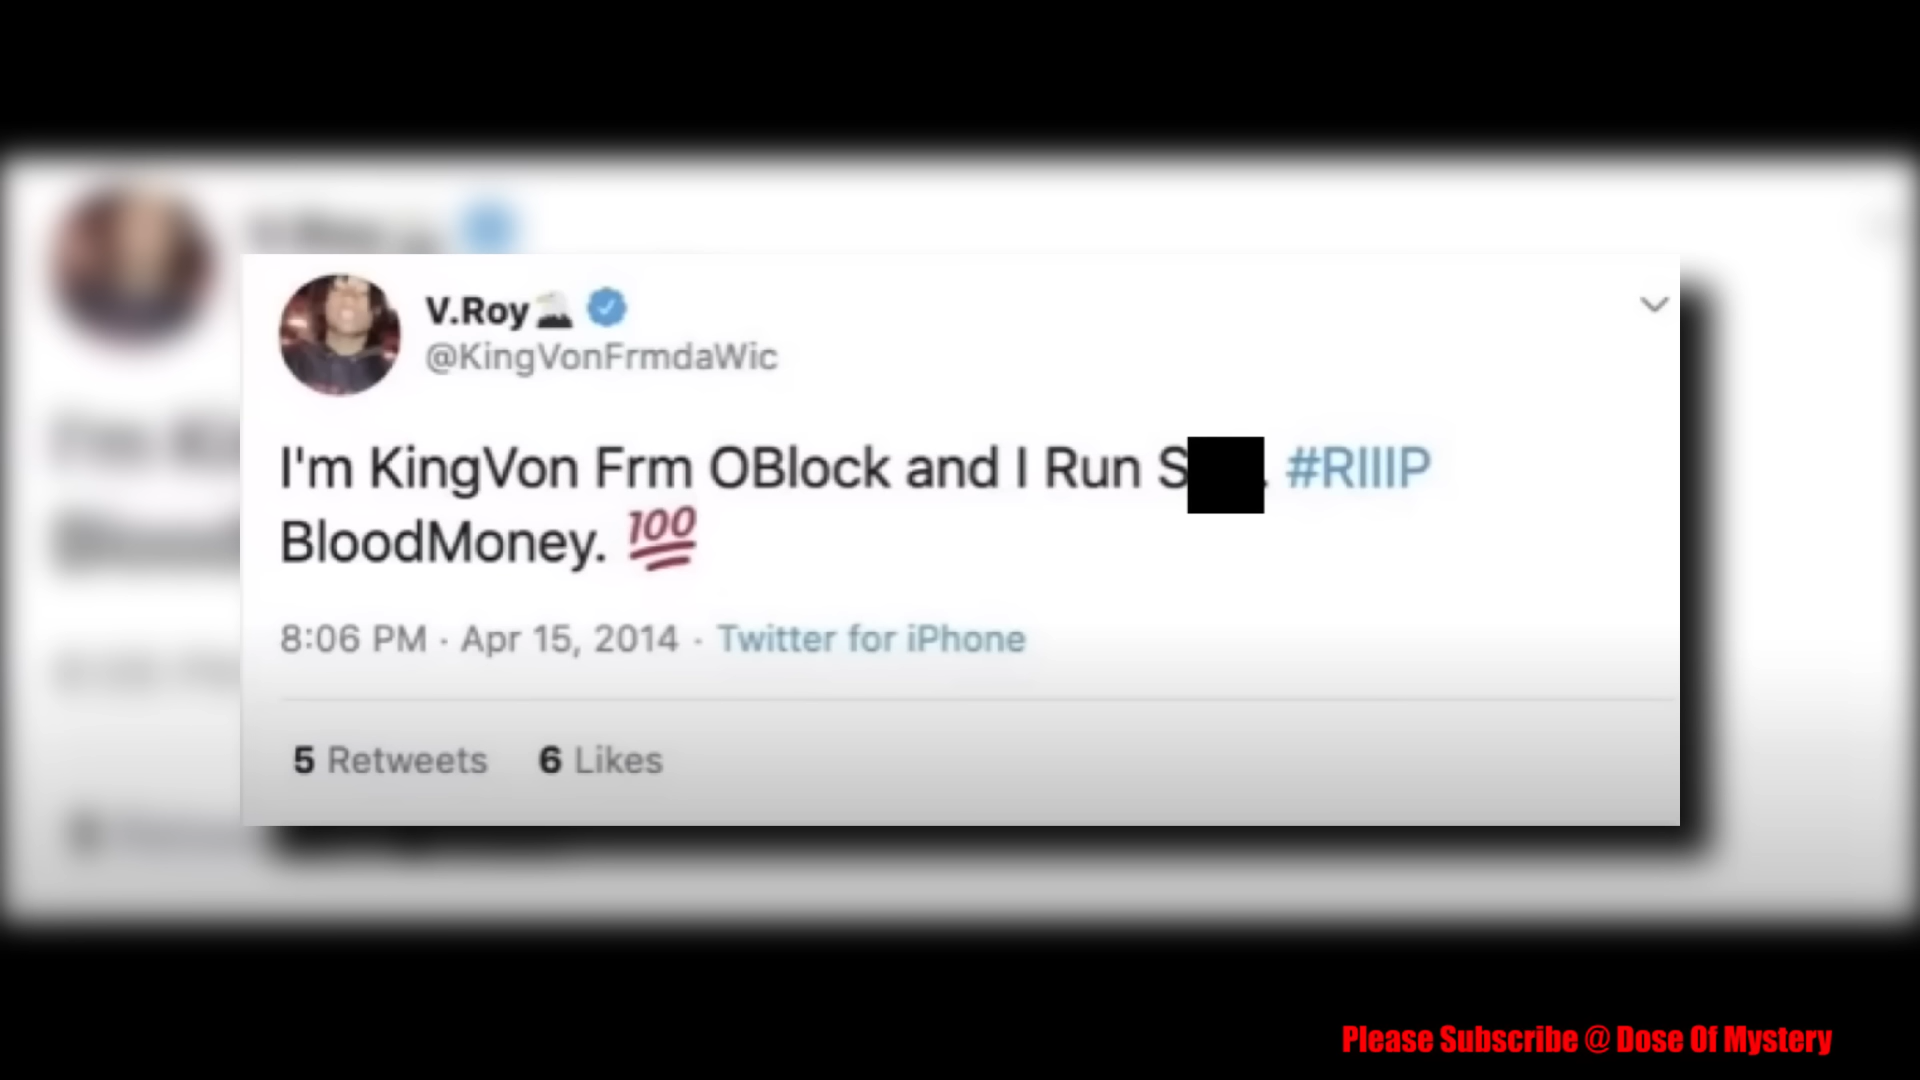 V.Roy
@KingVonFrmdaWic
I'm KingVon Frm OBlock and I Run S . #RIIIP
BloodMoney. 💯
8:06 PM · Apr 15, 2014 · Twitter for iPhone
5 Retweets 6 Likes
Please Subscribe @ Dose Of Mystery